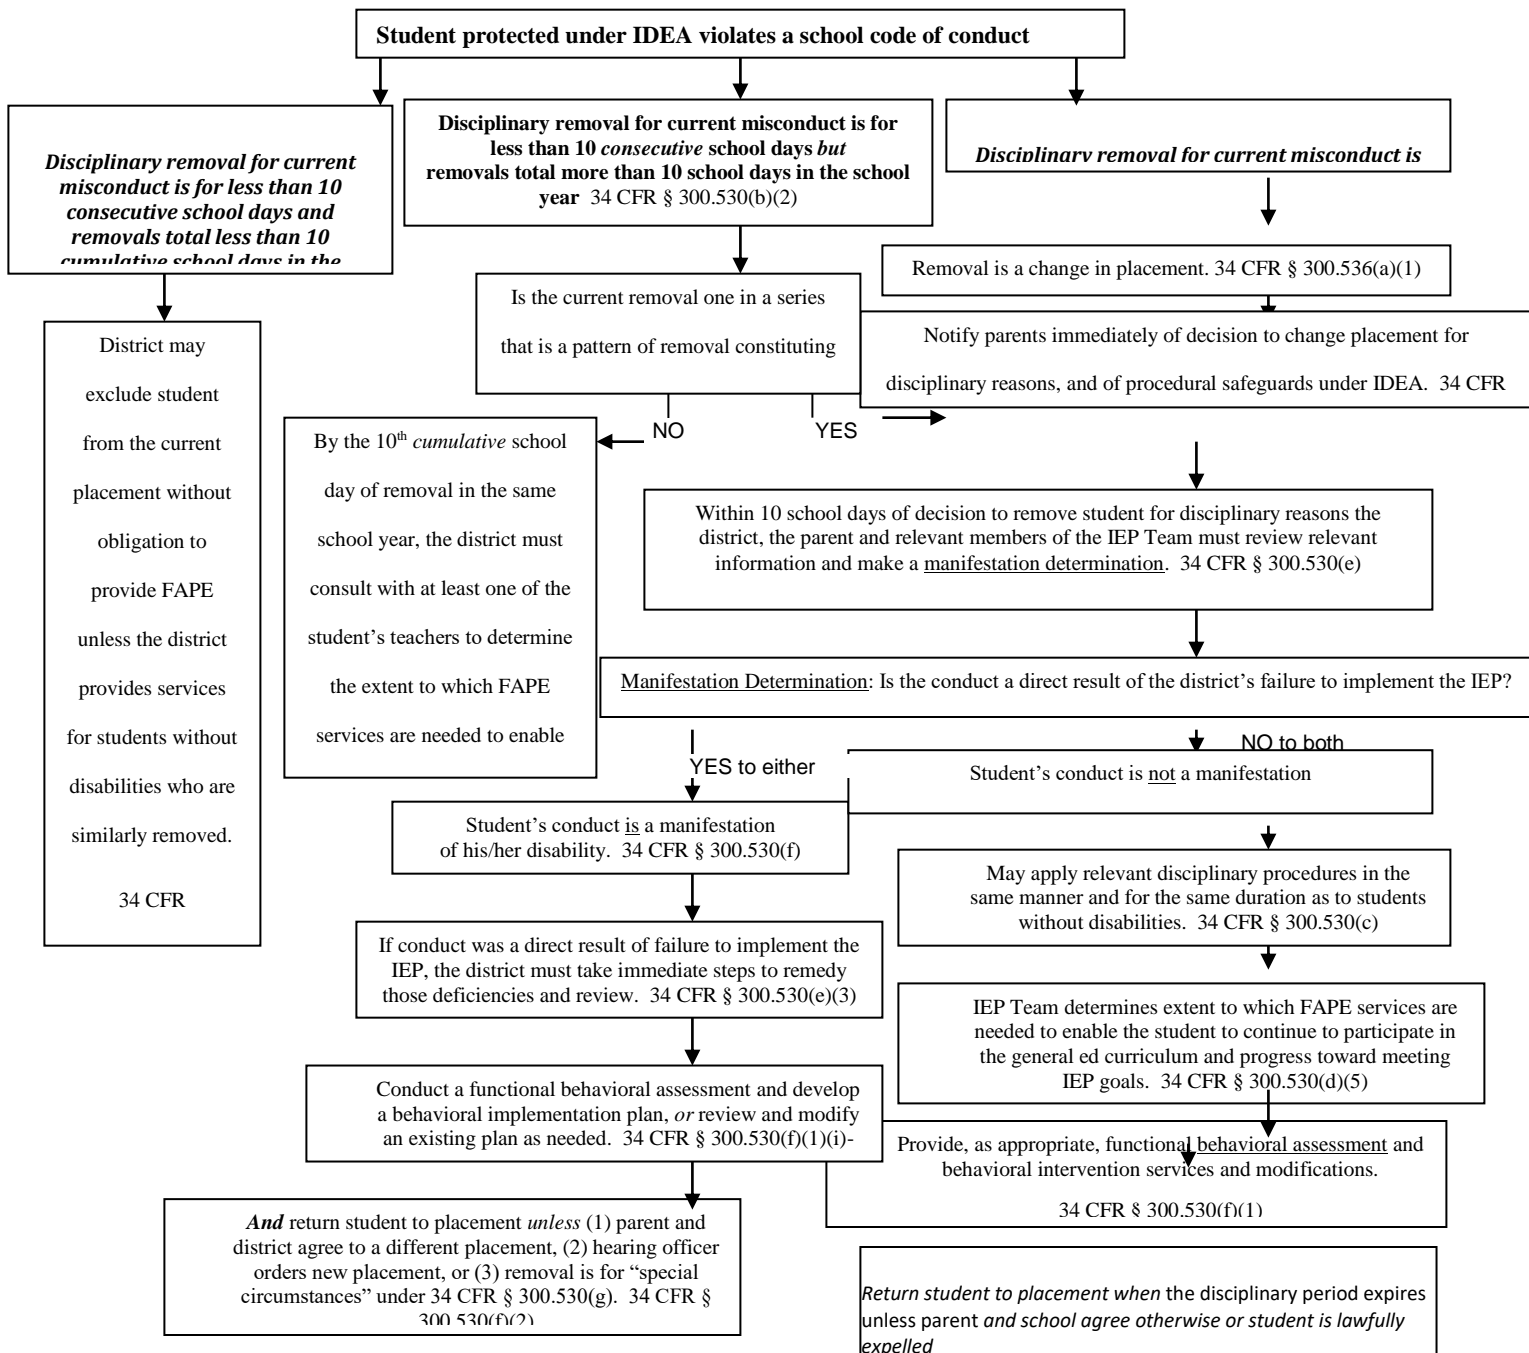 Student protected under IDEA violates a school code of conduct
Disciplinary removal for current
misconduct is for less than 10
consecutive school days and
removals total less than 10
cumulative school days in the
Disciplinary removal for current misconduct is for
less than 10 consecutive school days but
removals total more than 10 school days in the school
year 34 CFR § 300.530(b)(2)
Disciplinary removal for current misconduct is
Removal is a change in placement. 34 CFR § 300.536(a)(1)
Is the current removal one in a series
that is a pattern of removal constituting
Notify parents immediately of decision to change placement for
disciplinary reasons, and of procedural safeguards under IDEA. 34 CFR
NO
YES
District may
exclude student
from the current
placement without
obligation to
provide FAPE
unless the district
provides services
for students without
disabilities who are
similarly removed.
34 CFR
By the 10th cumulative school
day of removal in the same
school year, the district must
consult with at least one of the
student’s teachers to determine
the extent to which FAPE
services are needed to enable
Within 10 school days of decision to remove student for disciplinary reasons the
district, the parent and relevant members of the IEP Team must review relevant
information and make a manifestation determination. 34 CFR § 300.530(e)
Manifestation Determination: Is the conduct a direct result of the district’s failure to implement the IEP?
YES to either
NO to both
Student’s conduct is a manifestation
of his/her disability. 34 CFR § 300.530(f)
Student’s conduct is not a manifestation
If conduct was a direct result of failure to implement the
IEP, the district must take immediate steps to remedy
those deficiencies and review. 34 CFR § 300.530(e)(3)
May apply relevant disciplinary procedures in the
same manner and for the same duration as to students
without disabilities. 34 CFR § 300.530(c)
Conduct a functional behavioral assessment and develop
a behavioral implementation plan, or review and modify
an existing plan as needed. 34 CFR § 300.530(f)(1)(i)-
IEP Team determines extent to which FAPE services are
needed to enable the student to continue to participate in
the general ed curriculum and progress toward meeting
IEP goals. 34 CFR § 300.530(d)(5)
Provide, as appropriate, functional behavioral assessment and
behavioral intervention services and modifications.
34 CFR § 300.530(f)(1)
And return student to placement unless (1) parent and
district agree to a different placement, (2) hearing officer
orders new placement, or (3) removal is for “special
circumstances” under 34 CFR § 300.530(g). 34 CFR §
300.530(f)(2)
Return student to placement when the disciplinary period expires
unless parent and school agree otherwise or student is lawfully
expelled